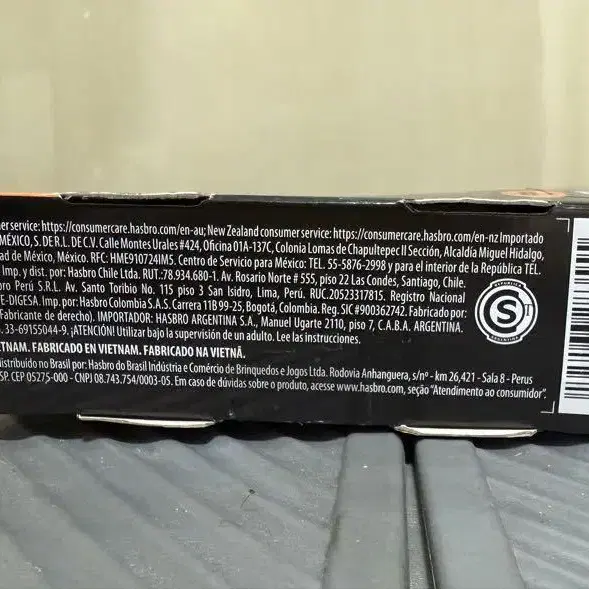 er service: https://consumercare.hasbro.com/en-au; New Zealand consumer service: https://consumercare.hasbro.com/en-nz Importado
MÉXICO, S. DE R.L. DE C.V. Calle Montes Urales #424, Oficina 01A-137C, Colonia Lomas de Chapultepec II Sección, Alcaldía Miguel Hidalgo,
ad de México, México. RFC: HME910724IM5. Centro de Servicio para México: TEL. 55-5876-2998 y para el interior de la República TEL.
Imp. y dist. por: Hasbro Chile Ltda. RUT.:78.934.680-1. Av. Rosario Norte # 555, piso 22 Las Condes, Santiago, Chile.
ro Perú S.R.L. Av. Santo Toribio No. 115 piso 3 San Isidro, Lima, Perú. RUC.20523317815. Registro Nacional
E-DIGESA. Imp. por: Hasbro Colombia S.A.S. Carrera 11B 99-25, Bogotá, Colombia. Reg. SIC #900362742. Fabricado por:
Fabricante de derecho). IMPORTADOR: HASBRO ARGENTINA S.A., Manuel Ugarte 2110, piso 7, C.A.B.A. ARGENTINA.
. 33-69155044-9. ¡ATENCIÓN! Utilizar bajo la supervisión de un adulto. Lee las instrucciones.
ETNAM. FABRICADO EN VIETNAM. FABRICADO NA VIETNÃ.
distribuído no Brasil por: Hasbro do Brasil Indústria e Comércio de Brinquedos e Jogos Ltda. Rodovia Anhanguera, s/nº - km 26,421 - Sala 8 - Perus
SP. CEP 05275-000 - CNPJ 08.743.754/0003-05. Em caso de dúvidas sobre o produto, acesse www.hasbro.com, seção "Atendimento ao consumidor".
REPUBLICA
S
ARGENTINA